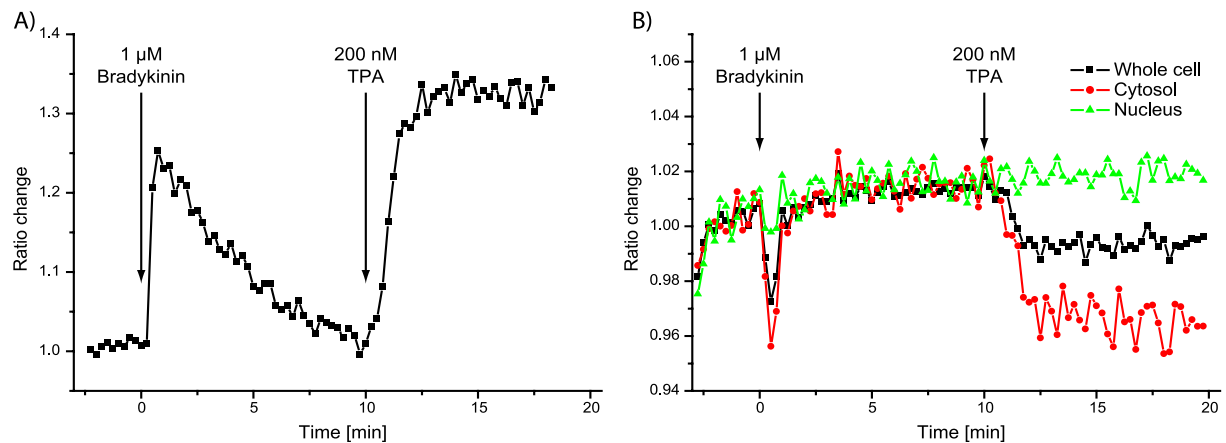 A)
1.4
1.3
1.2
1.1
1.0
Ratio change
1 µM
Bradykinin
200 nM
TPA
0
5
10
15
20
Time [min]
B)
1.06
1.04
1.02
1.00
0.98
0.96
0.94
Ratio change
1 µM
Bradykinin
200 nM
TPA
Whole cell
Cytosol
Nucleus
0
5
10
15
20
Time [min]